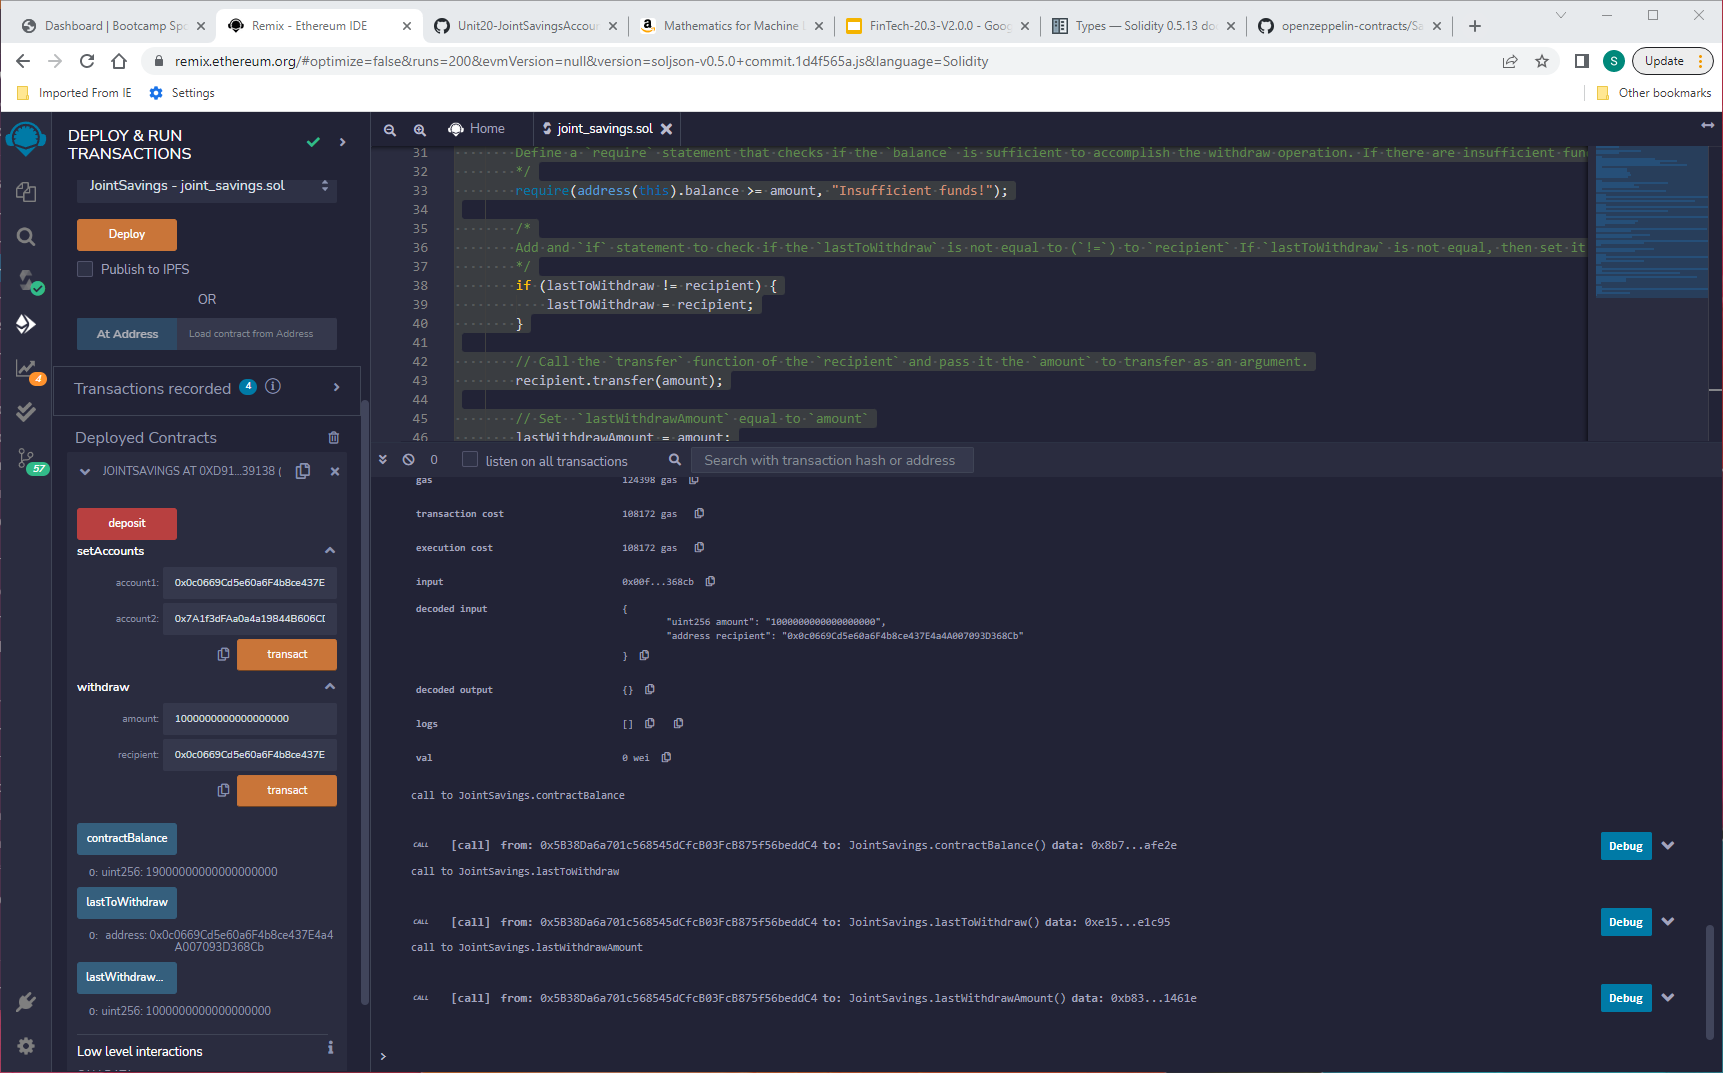 Dashboard | Bootcamp Spo
Remix - Ethereum IDE
Unit20-JointSavingsAccour
Mathematics for Machine
FinTech-20.3-V2.0.0 - Goog
Types — Solidity 0.5.13 do
openzeppelin-contracts/Sa
remix.ethereum.org/#optimize=false&runs=200&evmVersion=null&version=soljson-v0.5.0+commit.1d4f565a.js&language=Solidity
S
Update
Imported From IE
Settings
Other bookmarks
DEPLOY & RUN
TRANSACTIONS
JointSavings - joint_savings.sol
Deploy
Publish to IPFS
OR
At Address
Load contract from Address
Transactions recorded 4
Deployed Contracts
JOINTSAVINGS AT 0XD91...39138 (
deposit
setAccounts
account1: 0x0c0669Cd5e60a6F4b8ce437E
account2: 0x7A1f3dFAa0a4a19844B606CD
transact
withdraw
amount: 1000000000000000000
recipient: 0x0c0669Cd5e60a6F4b8ce437E
transact
contractBalance
0: uint256: 19000000000000000000
lastToWithdraw
0: address: 0x0c0669Cd5e60a6F4b8ce437E4a4
A007093D368Cb
lastWithdraw...
0: uint256: 1000000000000000000
Low level interactions
CALLDATA
4
57
Home
joint_savings.sol
31 Define a `require` statement that checks if the `balance` is sufficient to accomplish the withdraw operation. If there are insufficient fun
32 */
33 require(address(this).balance >= amount, "Insufficient funds!");
34
35 /*
36 Add and `if` statement to check if the `lastToWithdraw` is not equal to (`!=`) to `recipient` If `lastToWithdraw` is not equal, then set it
37 */
38 if (lastToWithdraw != recipient) {
39 lastToWithdraw = recipient;
40 }
41
42 // Call the `transfer` function of the `recipient` and pass it the `amount` to transfer as an argument.
43 recipient.transfer(amount);
44
45 // Set  `lastWithdrawAmount` equal to `amount`
46 lastWithdrawAmount = amount;
0
listen on all transactions
Search with transaction hash or address
gas 124398 gas
transaction cost 108172 gas
execution cost 108172 gas
input 0x00f...368cb
decoded input {
"uint256 amount": "1000000000000000000",
"address recipient": "0x0c0669Cd5e60a6F4b8ce437E4a4A007093D368Cb"
}
decoded output {}
logs []
val 0 wei
call to JointSavings.contractBalance
CALL [call] from: 0x5B38Da6a701c568545dCfcB03FcB875f56beddC4 to: JointSavings.contractBalance() data: 0x8b7...afe2e Debug
call to JointSavings.lastToWithdraw
CALL [call] from: 0x5B38Da6a701c568545dCfcB03FcB875f56beddC4 to: JointSavings.lastToWithdraw() data: 0xe15...e1c95 Debug
call to JointSavings.lastWithdrawAmount
CALL [call] from: 0x5B38Da6a701c568545dCfcB03FcB875f56beddC4 to: JointSavings.lastWithdrawAmount() data: 0xb83...1461e Debug
>